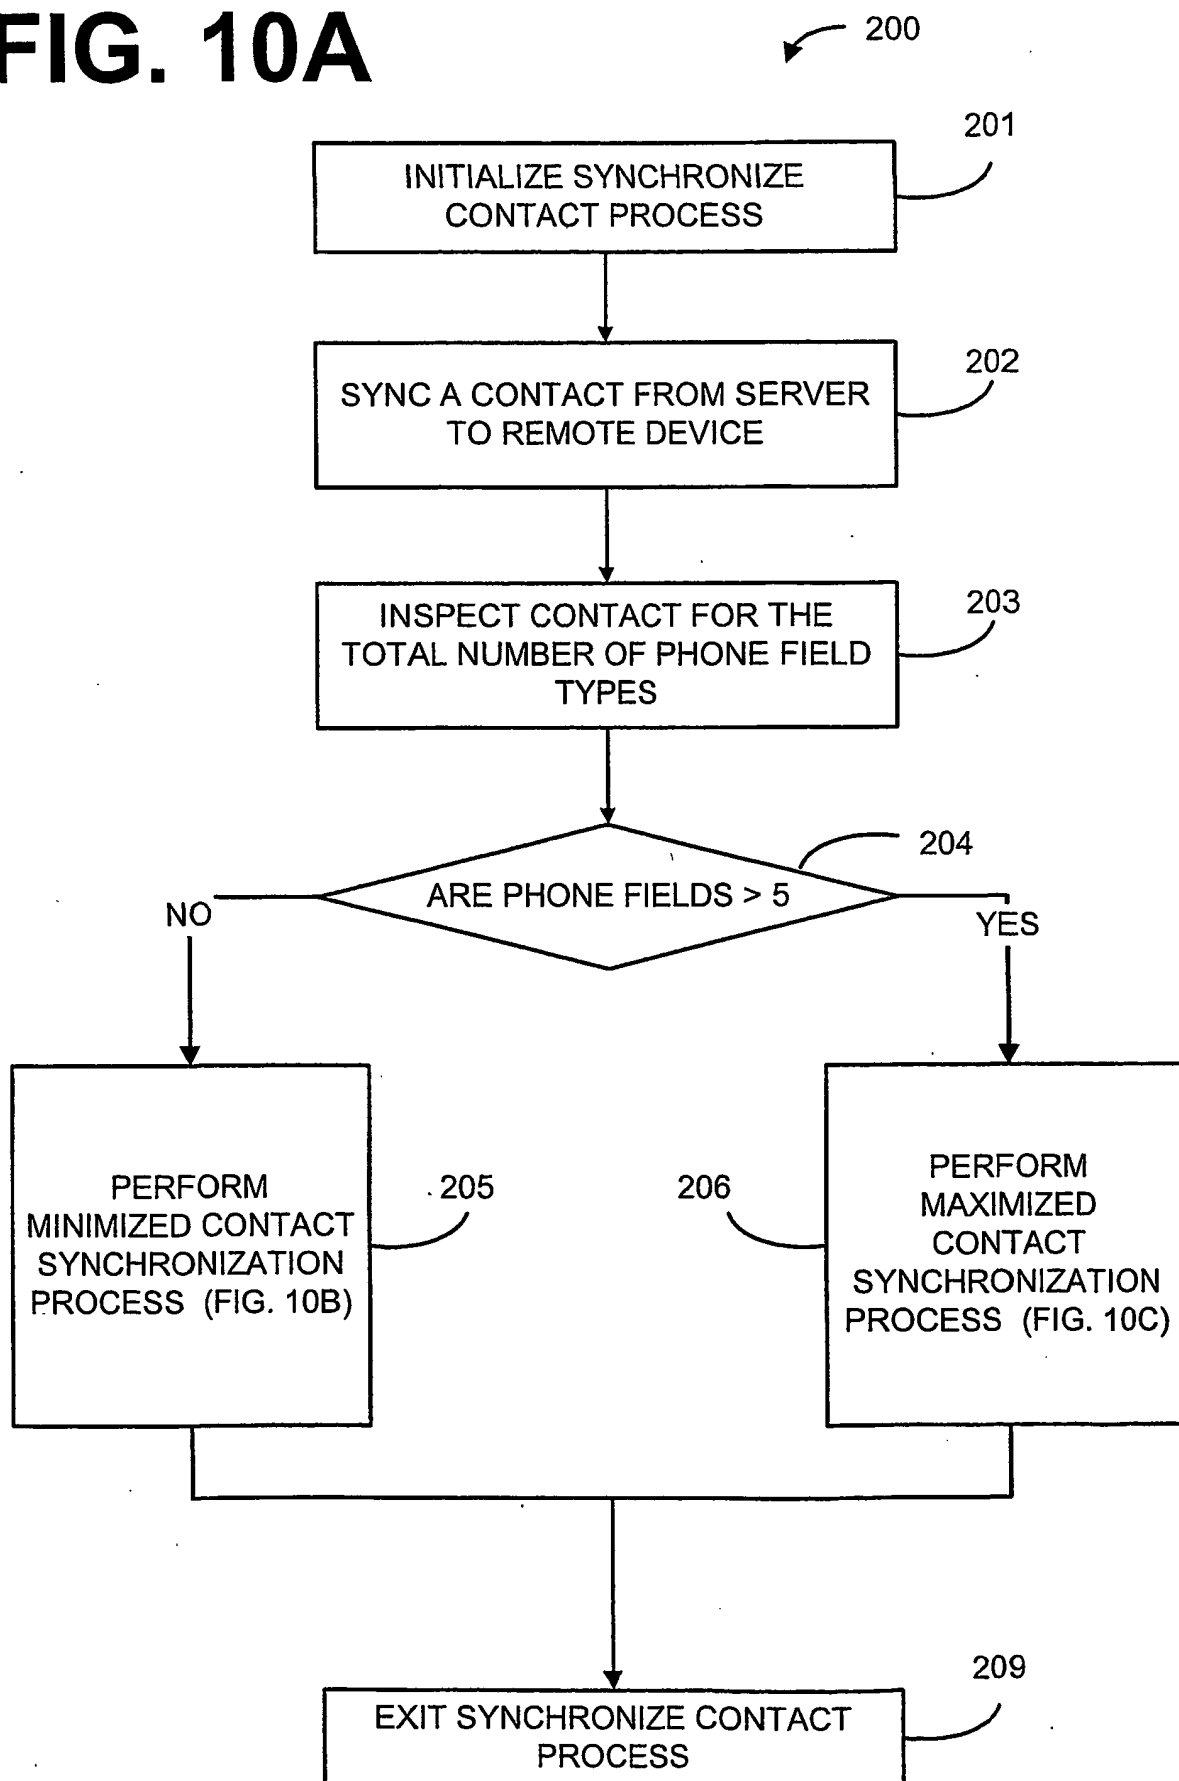 FIG. 10A
200
201
INITIALIZE SYNCHRONIZE
CONTACT PROCESS
202
SYNC A CONTACT FROM SERVER
TO REMOTE DEVICE
203
INSPECT CONTACT FOR THE
TOTAL NUMBER OF PHONE FIELD
TYPES
204
ARE PHONE FIELDS > 5
NO
YES
PERFORM
MINIMIZED CONTACT
SYNCHRONIZATION
PROCESS (FIG. 10B)
205
206
PERFORM
MAXIMIZED
CONTACT
SYNCHRONIZATION
PROCESS (FIG. 10C)
209
EXIT SYNCHRONIZE CONTACT
PROCESS